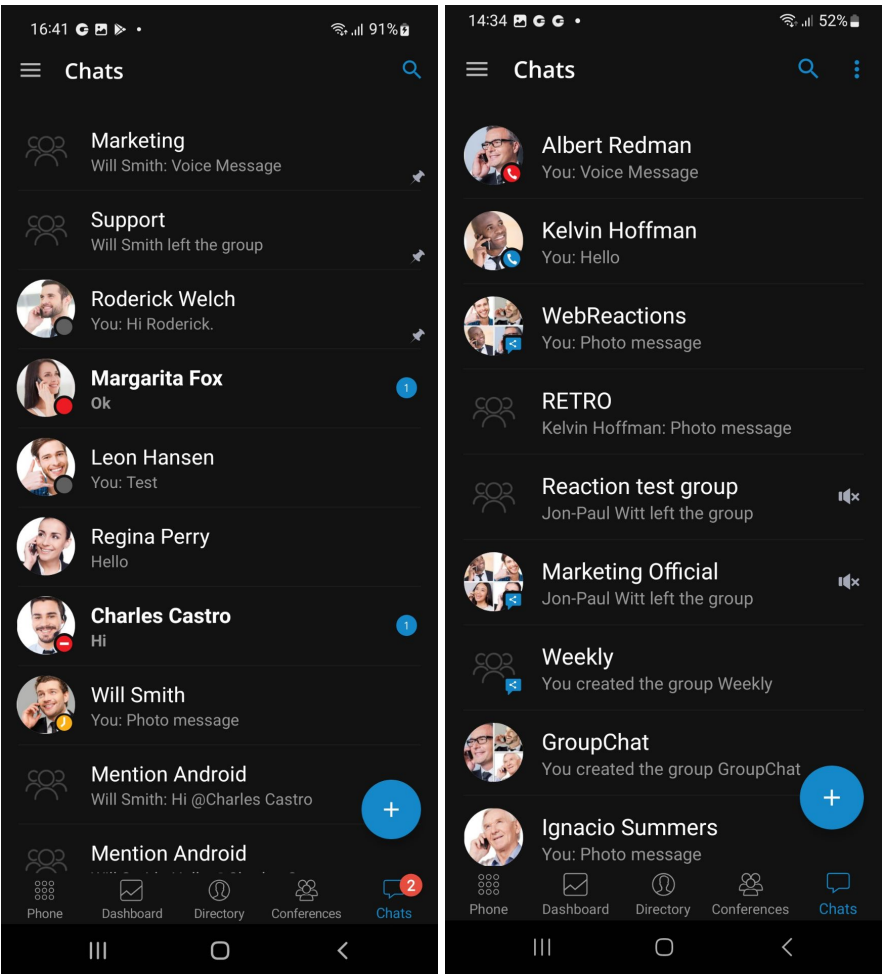 16:41
91%
Chats
Marketing
Will Smith: Voice Message
Support
Will Smith left the group
Roderick Welch
You: Hi Roderick.
Margarita Fox
Ok
1
Leon Hansen
You: Test
Regina Perry
Hello
Charles Castro
Hi
1
Will Smith
You: Photo message
Mention Android
Will Smith: Hi @Charles Castro
Mention Android
2
Phone Dashboard Directory Conferences Chats
14:34
52%
Chats
Albert Redman
You: Voice Message
Kelvin Hoffman
You: Hello
WebReactions
You: Photo message
RETRO
Kelvin Hoffman: Photo message
Reaction test group
Jon-Paul Witt left the group
Marketing Official
Jon-Paul Witt left the group
Weekly
You created the group Weekly
GroupChat
You created the group GroupChat
Ignacio Summers
You: Photo message
Phone Dashboard Directory Conferences Chats